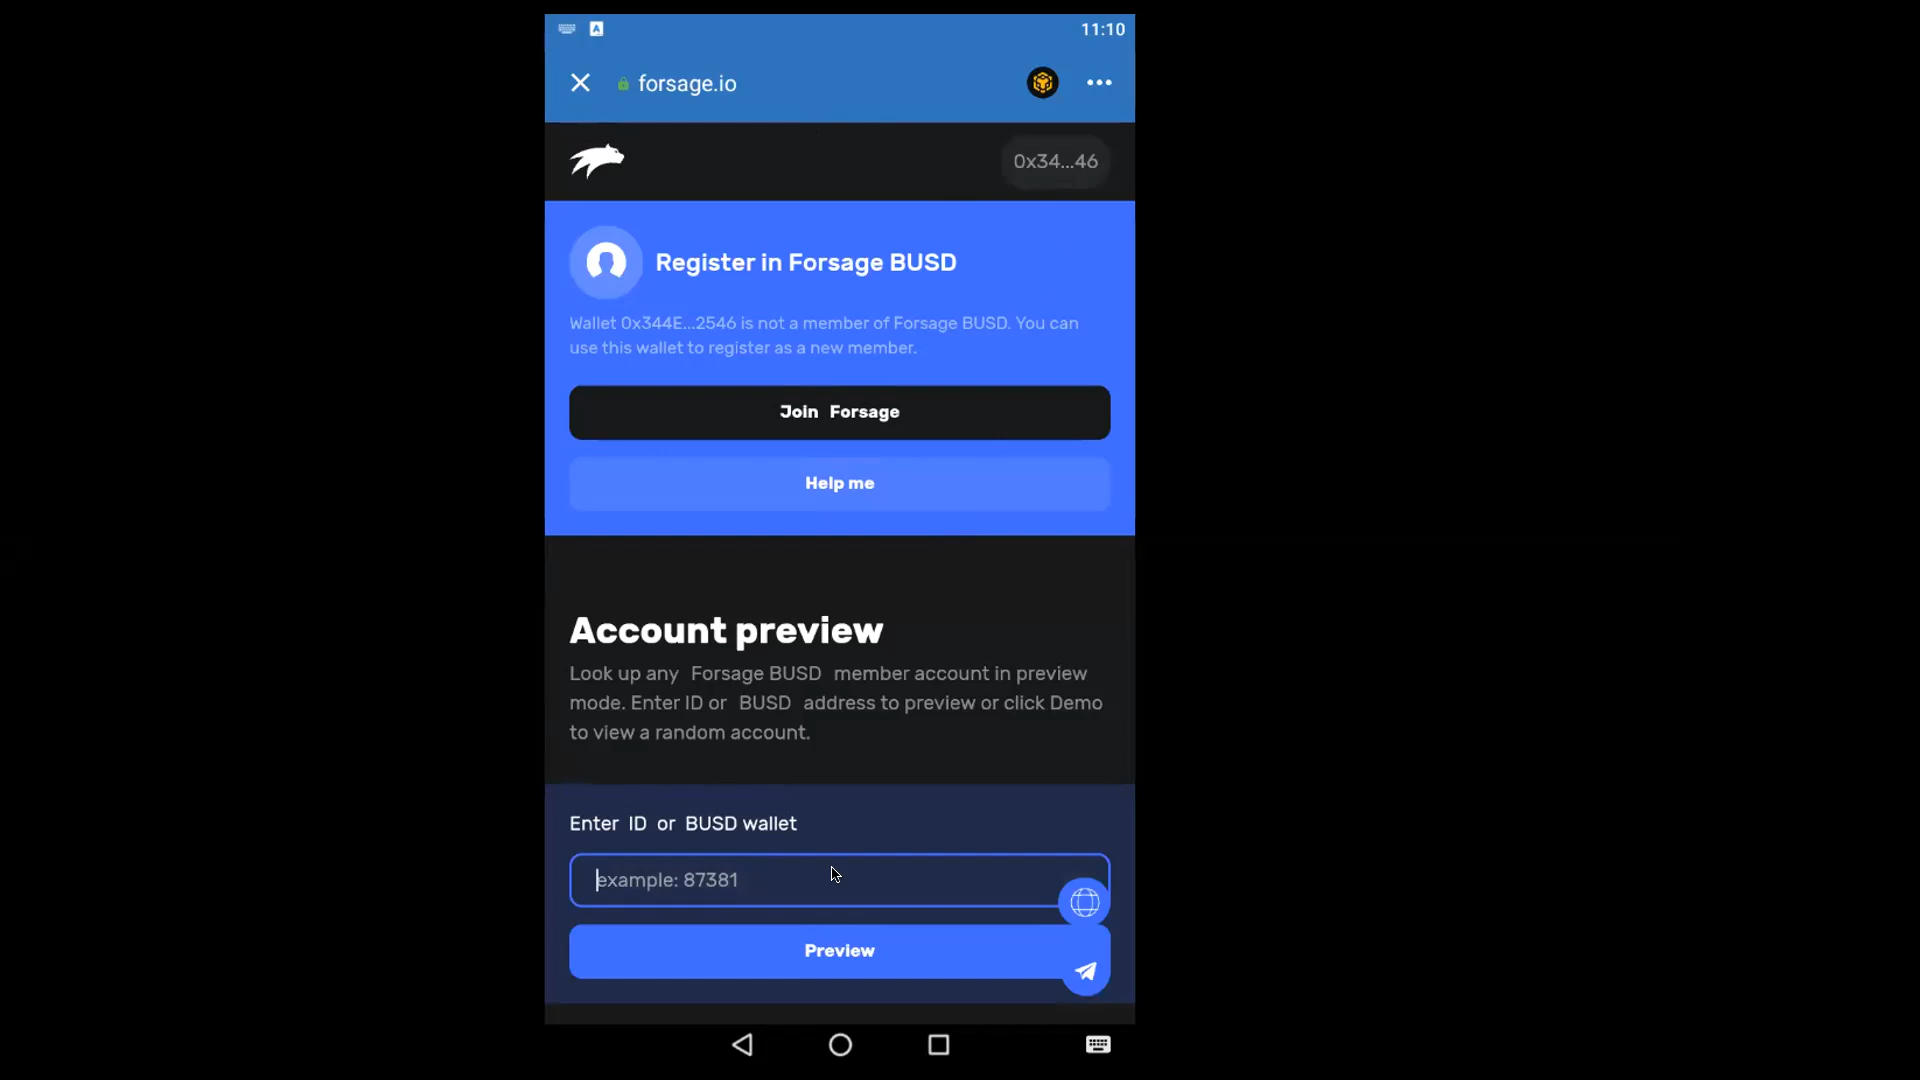 11:10
forsage.io
0x34...46
Register in Forsage BUSD
Wallet 0x344E...2546 is not a member of Forsage BUSD. You can
use this wallet to register as a new member.
Join Forsage
Help me
Account preview
Look up any Forsage BUSD member account in preview
mode. Enter ID or BUSD address to preview or click Demo
to view a random account.
Enter ID or BUSD wallet
example: 87381
Preview